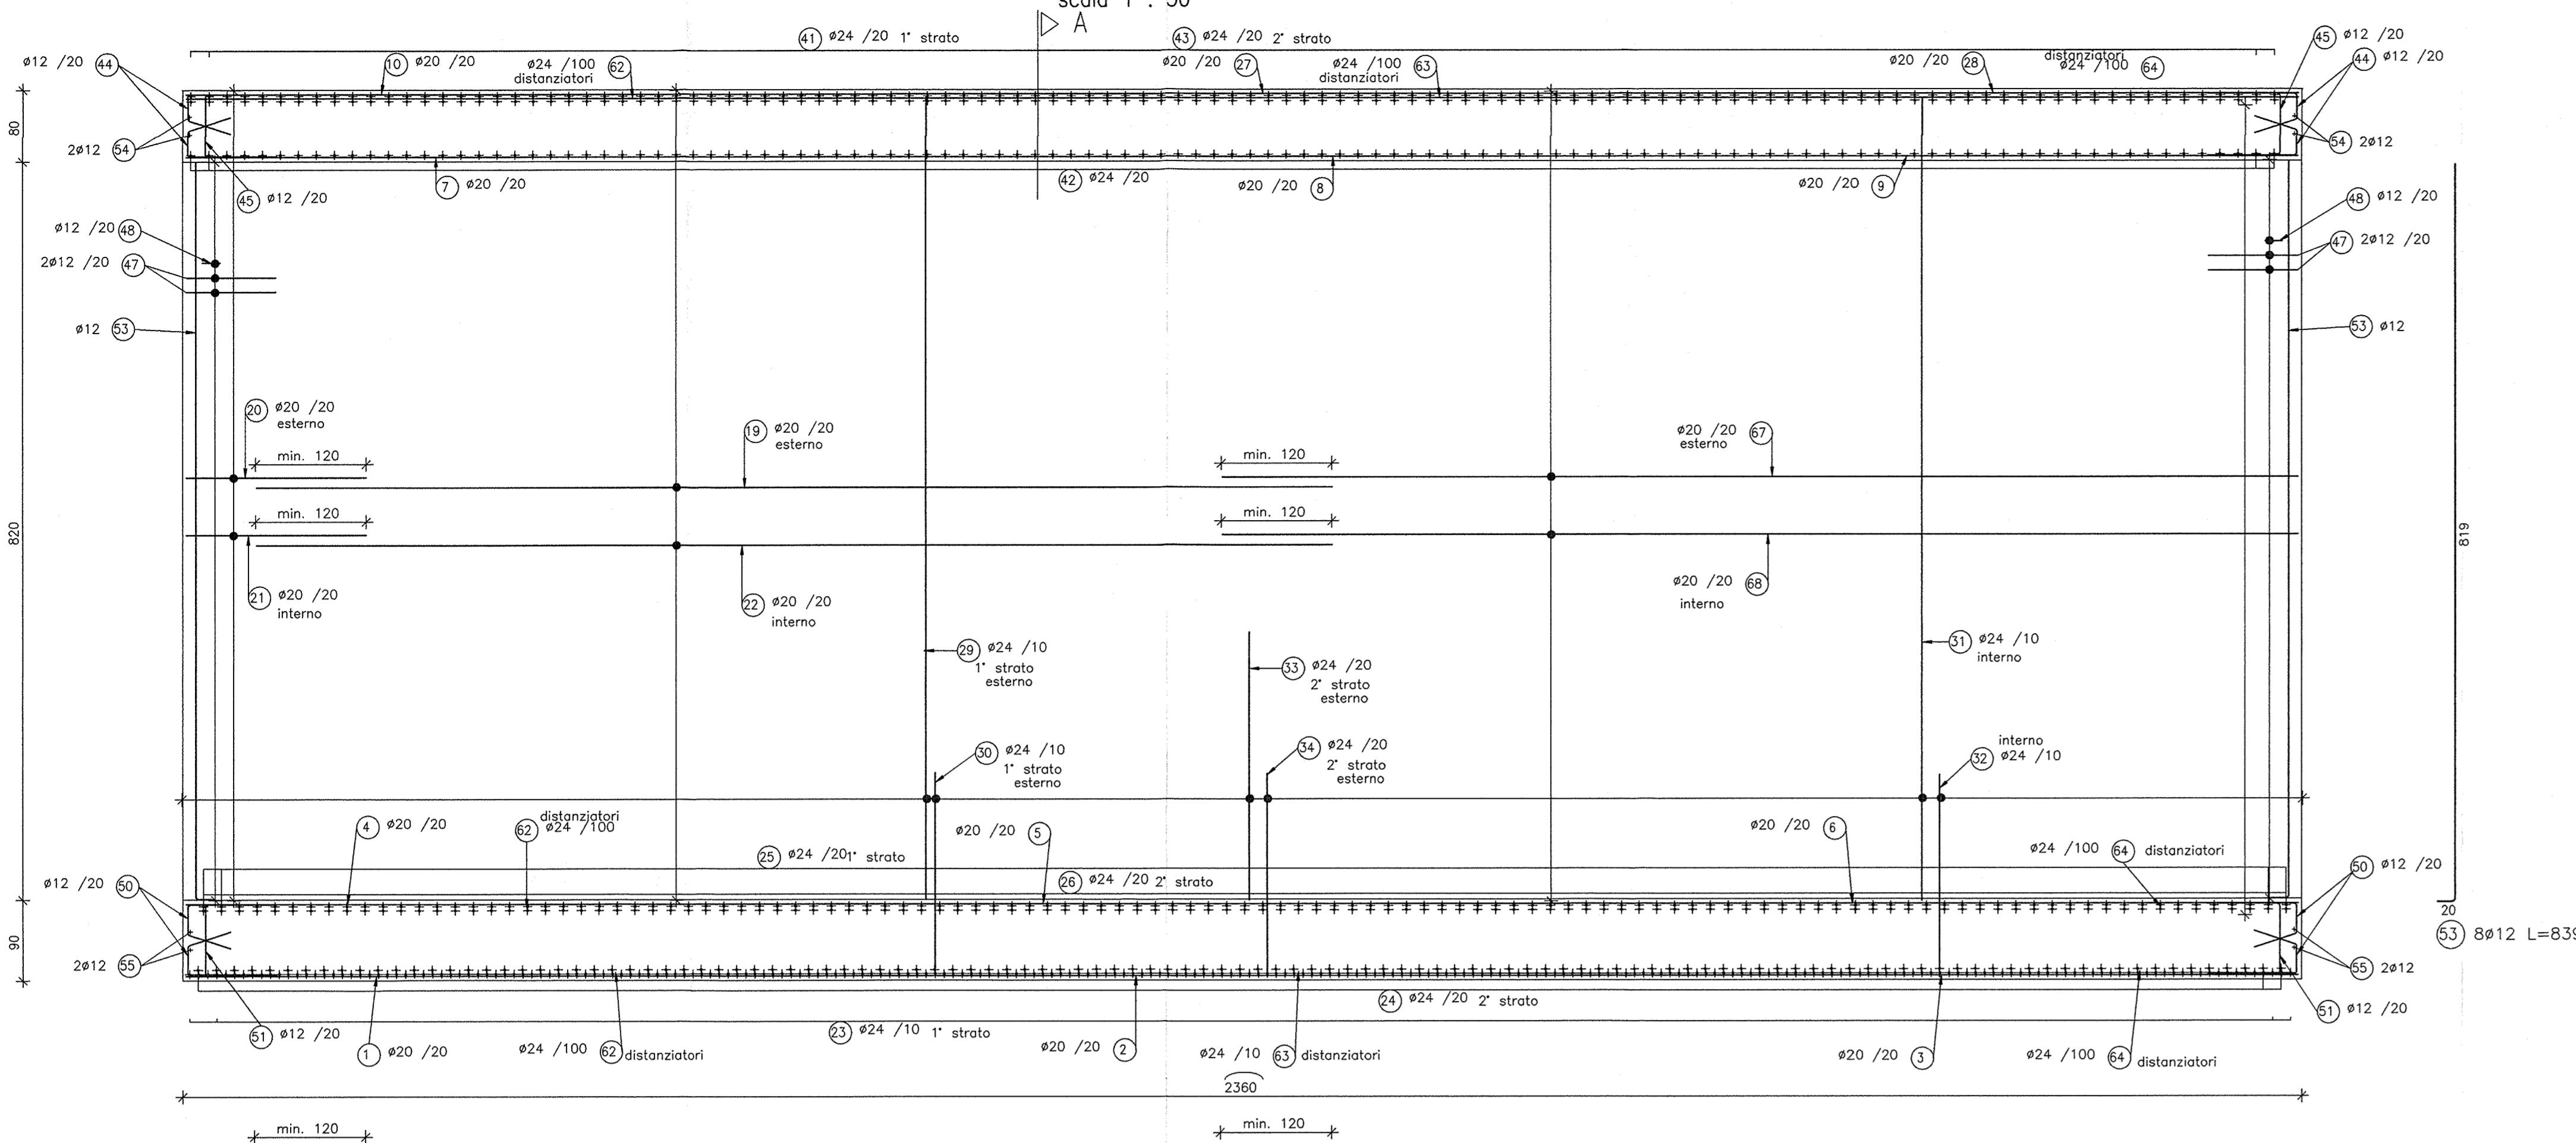 scala 1 : 50
A
41 ø24 /20 1° strato
43 ø24 /20 2° strato
45 ø12 /20
ø12 /20 44
10 ø20 /20
ø24 /100 62
distanziatori
ø20 /20 27
ø24 /100 63
distanziatori
ø20 /20 28
distanziatori
ø24 /100 64
44 ø12 /20
80
2ø12 54
54 2ø12
45 ø12 /20
7 ø20 /20
42 ø24 /20
ø20 /20 8
ø20 /20 9
48 ø12 /20
ø12 /20 48
47 2ø12 /20
2ø12 /20 47
ø12 53
53 ø12
20 ø20 /20
esterno
19 ø20 /20
esterno
ø20 /20 67
esterno
min. 120
min. 120
min. 120
min. 120
820
819
21 ø20 /20
interno
22 ø20 /20
interno
ø20 /20 68
interno
29 ø24 /10
1° strato
esterno
33 ø24 /20
2° strato
esterno
31 ø24 /10
interno
30 ø24 /10
1° strato
esterno
34 ø24 /20
2° strato
esterno
interno
32 ø24 /10
4 ø20 /20
distanziatori
62 ø24 /100
ø20 /20 5
ø20 /20 6
25 ø24 /20 1° strato
ø24 /100 64 distanziatori
26 ø24 /20 2° strato
ø12 /20 50
50 ø12 /20
20
53 8ø12 L=839
90
2ø12 55
55 2ø12
24 ø24 /20 2° strato
51 ø12 /20
51 ø12 /20
23 ø24 /10 1° strato
1 ø20 /20
ø24 /100 62 distanziatori
ø20 /20 2
ø24 /10 63 distanziatori
ø20 /20 3
ø24 /100 64 distanziatori
2360
min. 120
min. 120